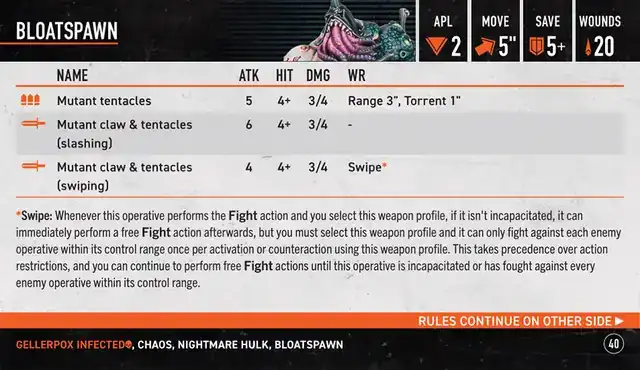 BLOATSPAWN
APL 2
MOVE 5"
SAVE 5+
WOUNDS 20
NAME ATK HIT DMG WR
Mutant tentacles 5 4+ 3/4 Range 3", Torrent 1"
Mutant claw & tentacles 6 4+ 3/4 -
(slashing)
Mutant claw & tentacles 4 4+ 3/4 Swipe*
(swiping)
*Swipe: Whenever this operative performs the Fight action and you select this weapon profile, if it isn't incapacitated, it can
immediately perform a free Fight action afterwards, but you must select this weapon profile and it can only fight against each enemy
operative within its control range once per activation or counteraction using this weapon profile. This takes precedence over action
restrictions, and you can continue to perform free Fight actions until this operative is incapacitated or has fought against every
enemy operative within its control range.
RULES CONTINUE ON OTHER SIDE ▶
GELLERPOX INFECTED, CHAOS, NIGHTMARE HULK, BLOATSPAWN
40